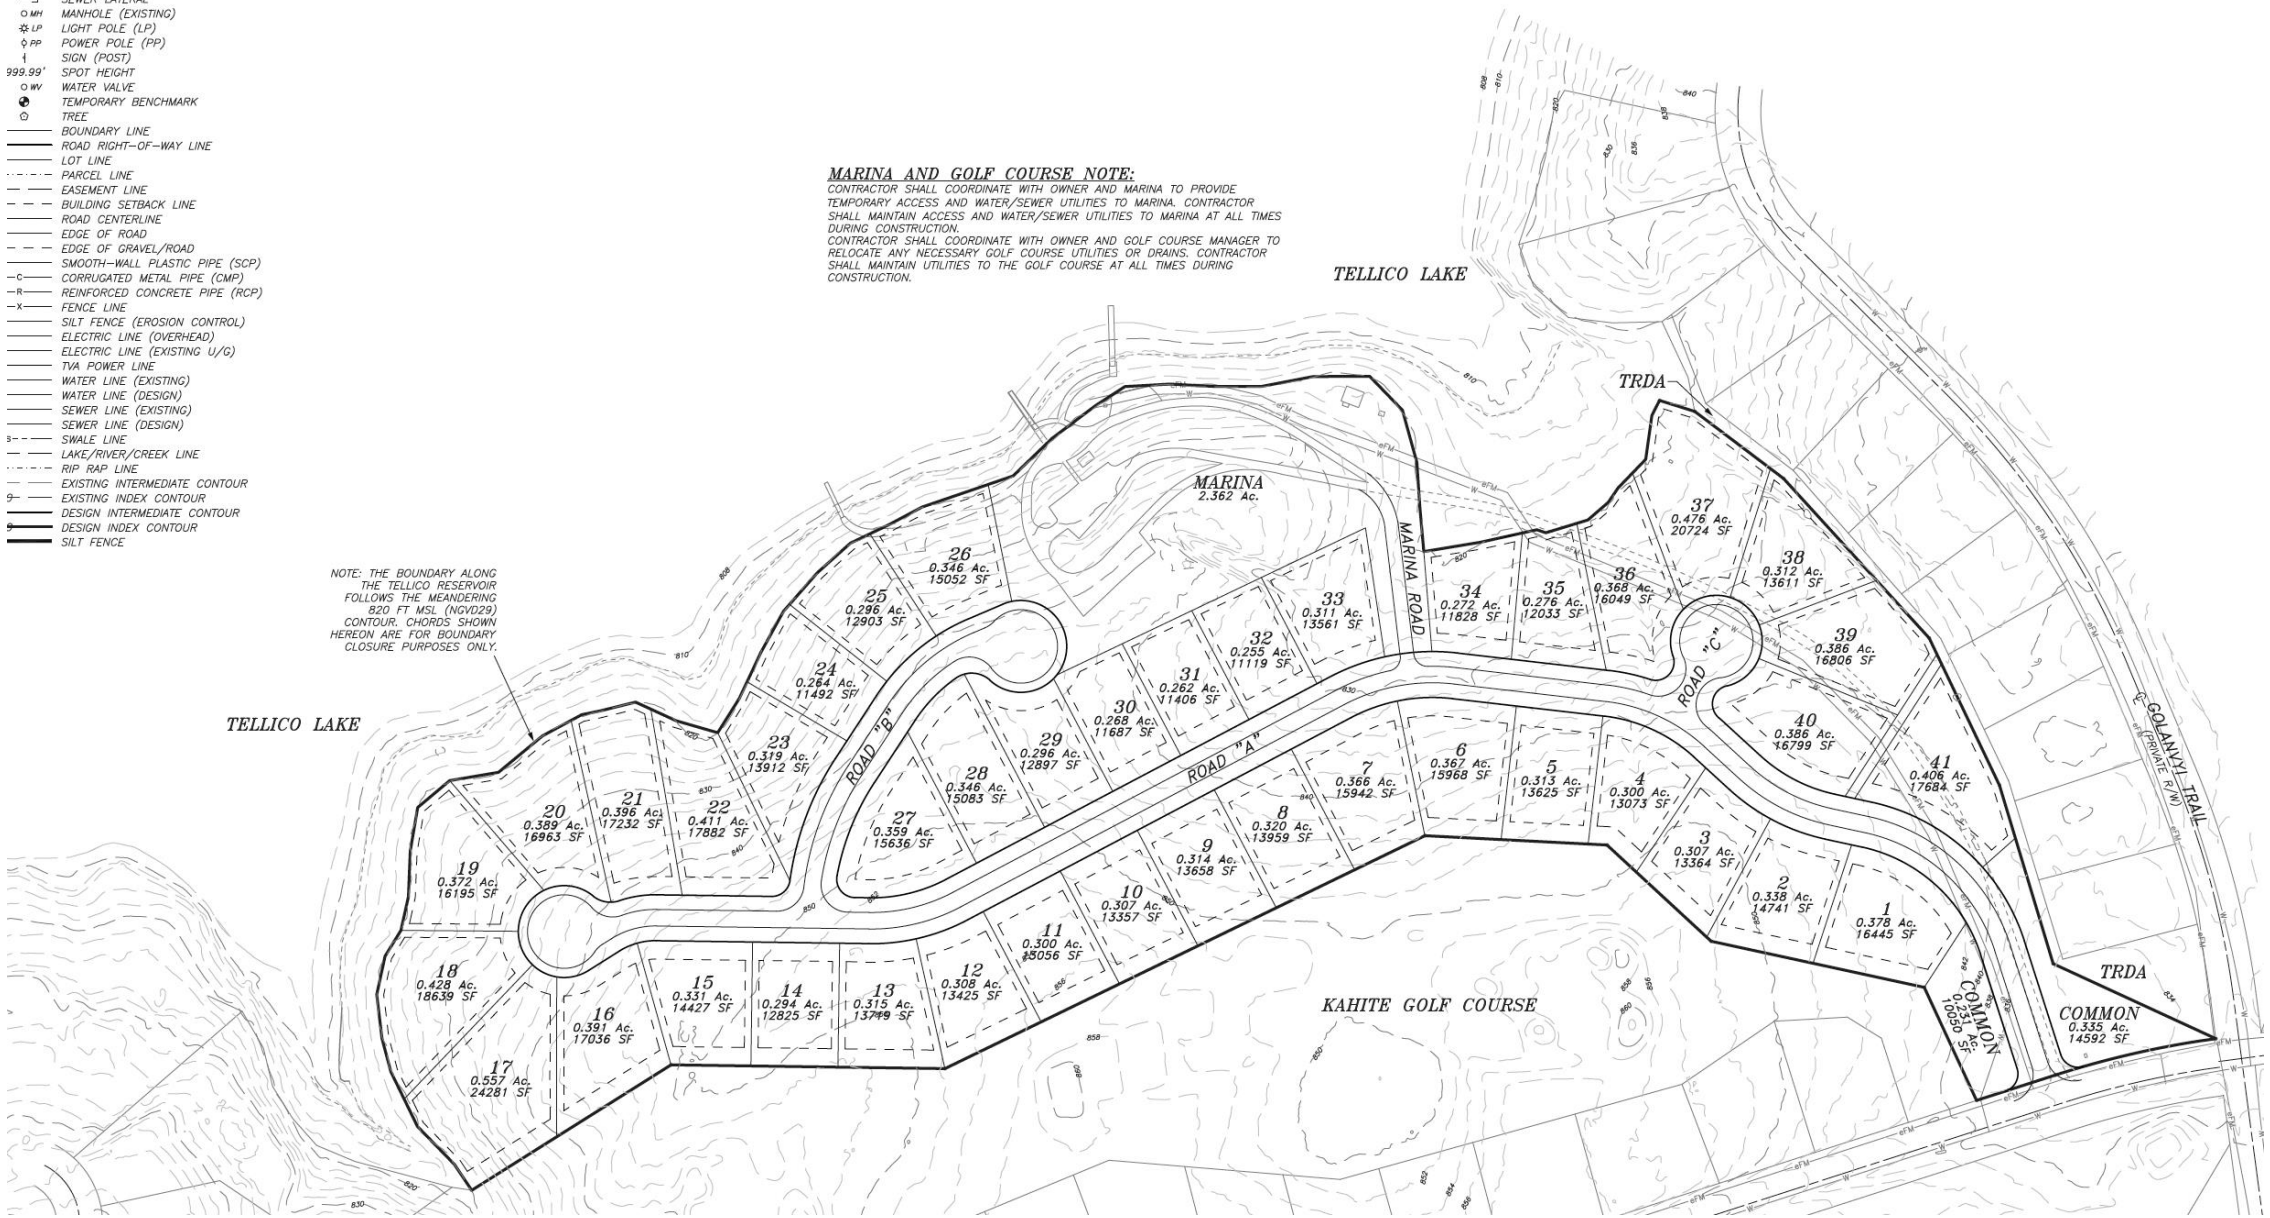 SEWER LATERAL
MH MANHOLE (EXISTING)
LP LIGHT POLE (LP)
PP POWER POLE (PP)
SIGN (POST)
999.99' SPOT HEIGHT
WV WATER VALVE
TEMPORARY BENCHMARK
TREE
BOUNDARY LINE
ROAD RIGHT-OF-WAY LINE
LOT LINE
PARCEL LINE
EASEMENT LINE
BUILDING SETBACK LINE
ROAD CENTERLINE
EDGE OF ROAD
EDGE OF GRAVEL/ROAD
SMOOTH-WALL PLASTIC PIPE (SCP)
C CORRUGATED METAL PIPE (CMP)
R REINFORCED CONCRETE PIPE (RCP)
X FENCE LINE
SILT FENCE (EROSION CONTROL)
ELECTRIC LINE (OVERHEAD)
ELECTRIC LINE (EXISTING U/G)
TVA POWER LINE
WATER LINE (EXISTING)
WATER LINE (DESIGN)
SEWER LINE (EXISTING)
SEWER LINE (DESIGN)
SWALE LINE
LAKE/RIVER/CREEK LINE
RIP RAP LINE
EXISTING INTERMEDIATE CONTOUR
EXISTING INDEX CONTOUR
DESIGN INTERMEDIATE CONTOUR
DESIGN INDEX CONTOUR
SILT FENCE
MARINA AND GOLF COURSE NOTE:
CONTRACTOR SHALL COORDINATE WITH OWNER AND MARINA TO PROVIDE
TEMPORARY ACCESS AND WATER/SEWER UTILITIES TO MARINA. CONTRACTOR
SHALL MAINTAIN ACCESS AND WATER/SEWER UTILITIES TO MARINA AT ALL TIMES
DURING CONSTRUCTION.
CONTRACTOR SHALL COORDINATE WITH OWNER AND GOLF COURSE MANAGER TO
RELOCATE ANY NECESSARY GOLF COURSE UTILITIES OR DRAINS. CONTRACTOR
SHALL MAINTAIN UTILITIES TO THE GOLF COURSE AT ALL TIMES DURING
CONSTRUCTION.
TELLICO LAKE
TRDA
MARINA
2.362 Ac.
NOTE: THE BOUNDARY ALONG
THE TELLICO RESERVOIR
FOLLOWS THE MEANDERING
820 FT MSL (NGVD29)
CONTOUR. CHORDS SHOWN
HEREON ARE FOR BOUNDARY
CLOSURE PURPOSES ONLY.
TELLICO LAKE
37
0.476 Ac.
20724 SF
38
0.312 Ac.
13611 SF
26
0.346 Ac.
15052 SF
25
0.296 Ac.
12903 SF
33
0.311 Ac.
13561 SF
MARINA ROAD
34
0.272 Ac.
11828 SF
35
0.276 Ac.
12033 SF
36
0.368 Ac.
16049 SF
39
0.386 Ac.
16806 SF
24
0.264 Ac.
11492 SF
32
0.255 Ac.
11119 SF
31
0.262 Ac.
11406 SF
30
0.268 Ac.
11687 SF
29
0.296 Ac.
12897 SF
23
0.319 Ac.
13912 SF
ROAD "B"
ROAD "A"
ROAD "C"
40
0.386 Ac.
16799 SF
41
0.406 Ac.
17684 SF
GOLANVYI TRAIL
(PRIVATE R/W)
28
0.346 Ac.
15083 SF
27
0.359 Ac.
15636 SF
22
0.411 Ac.
17882 SF
21
0.396 Ac.
17232 SF
20
0.389 Ac.
16963 SF
19
0.372 Ac.
16195 SF
7
0.366 Ac.
15942 SF
6
0.367 Ac.
15968 SF
5
0.313 Ac.
13625 SF
4
0.300 Ac.
13073 SF
3
0.307 Ac.
13364 SF
2
0.338 Ac.
14741 SF
1
0.378 Ac.
16445 SF
8
0.320 Ac.
13959 SF
9
0.314 Ac.
13658 SF
10
0.307 Ac.
13357 SF
11
0.300 Ac.
13056 SF
12
0.308 Ac.
13425 SF
13
0.315 Ac.
13719 SF
14
0.294 Ac.
12825 SF
15
0.331 Ac.
14427 SF
16
0.391 Ac.
17036 SF
17
0.557 Ac.
24281 SF
18
0.428 Ac.
18639 SF
KAHITE GOLF COURSE
COMMON
0.231 Ac.
10050 SF
TRDA
COMMON
0.335 Ac.
14592 SF